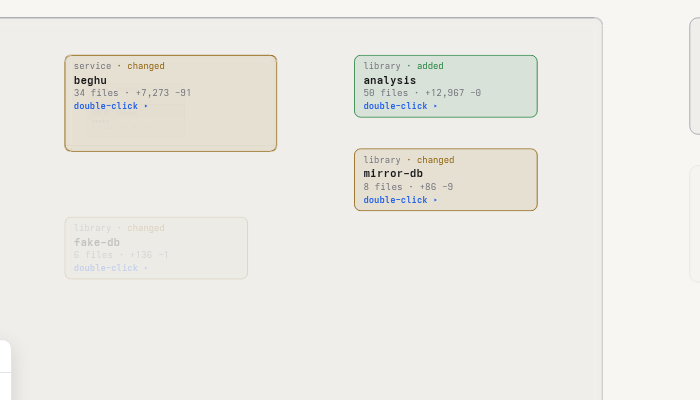 service · changed
beghu
34 files · +7,273 −91
double-click ▸
library · added
analysis
50 files · +12,967 −0
double-click ▸
library · changed
mirror-db
8 files · +86 −9
double-click ▸
library · changed
fake-db
6 files · +138 −1
double-click ▸